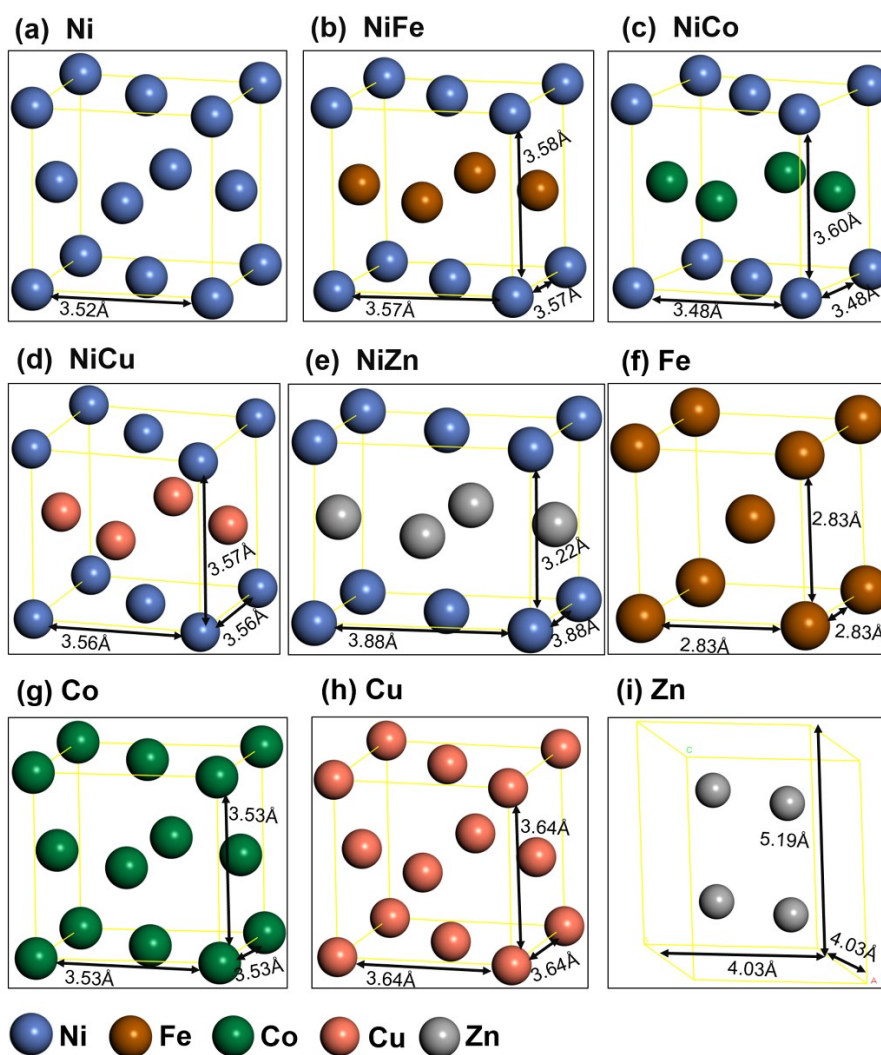 (a) Ni
3.52Å
(b) NiFe
3.58Å
3.57Å
3.57Å
(c) NiCo
3.60Å
3.48Å
3.48Å
(d) NiCu
3.57Å
3.56Å
3.56Å
(e) NiZn
3.22Å
3.88Å
3.88Å
(f) Fe
2.83Å
2.83Å
2.83Å
(g) Co
3.53Å
3.53Å
3.53Å
(h) Cu
3.64Å
3.64Å
3.64Å
(i) Zn
C
5.19Å
4.03Å
4.03Å
A
Ni Fe Co Cu Zn